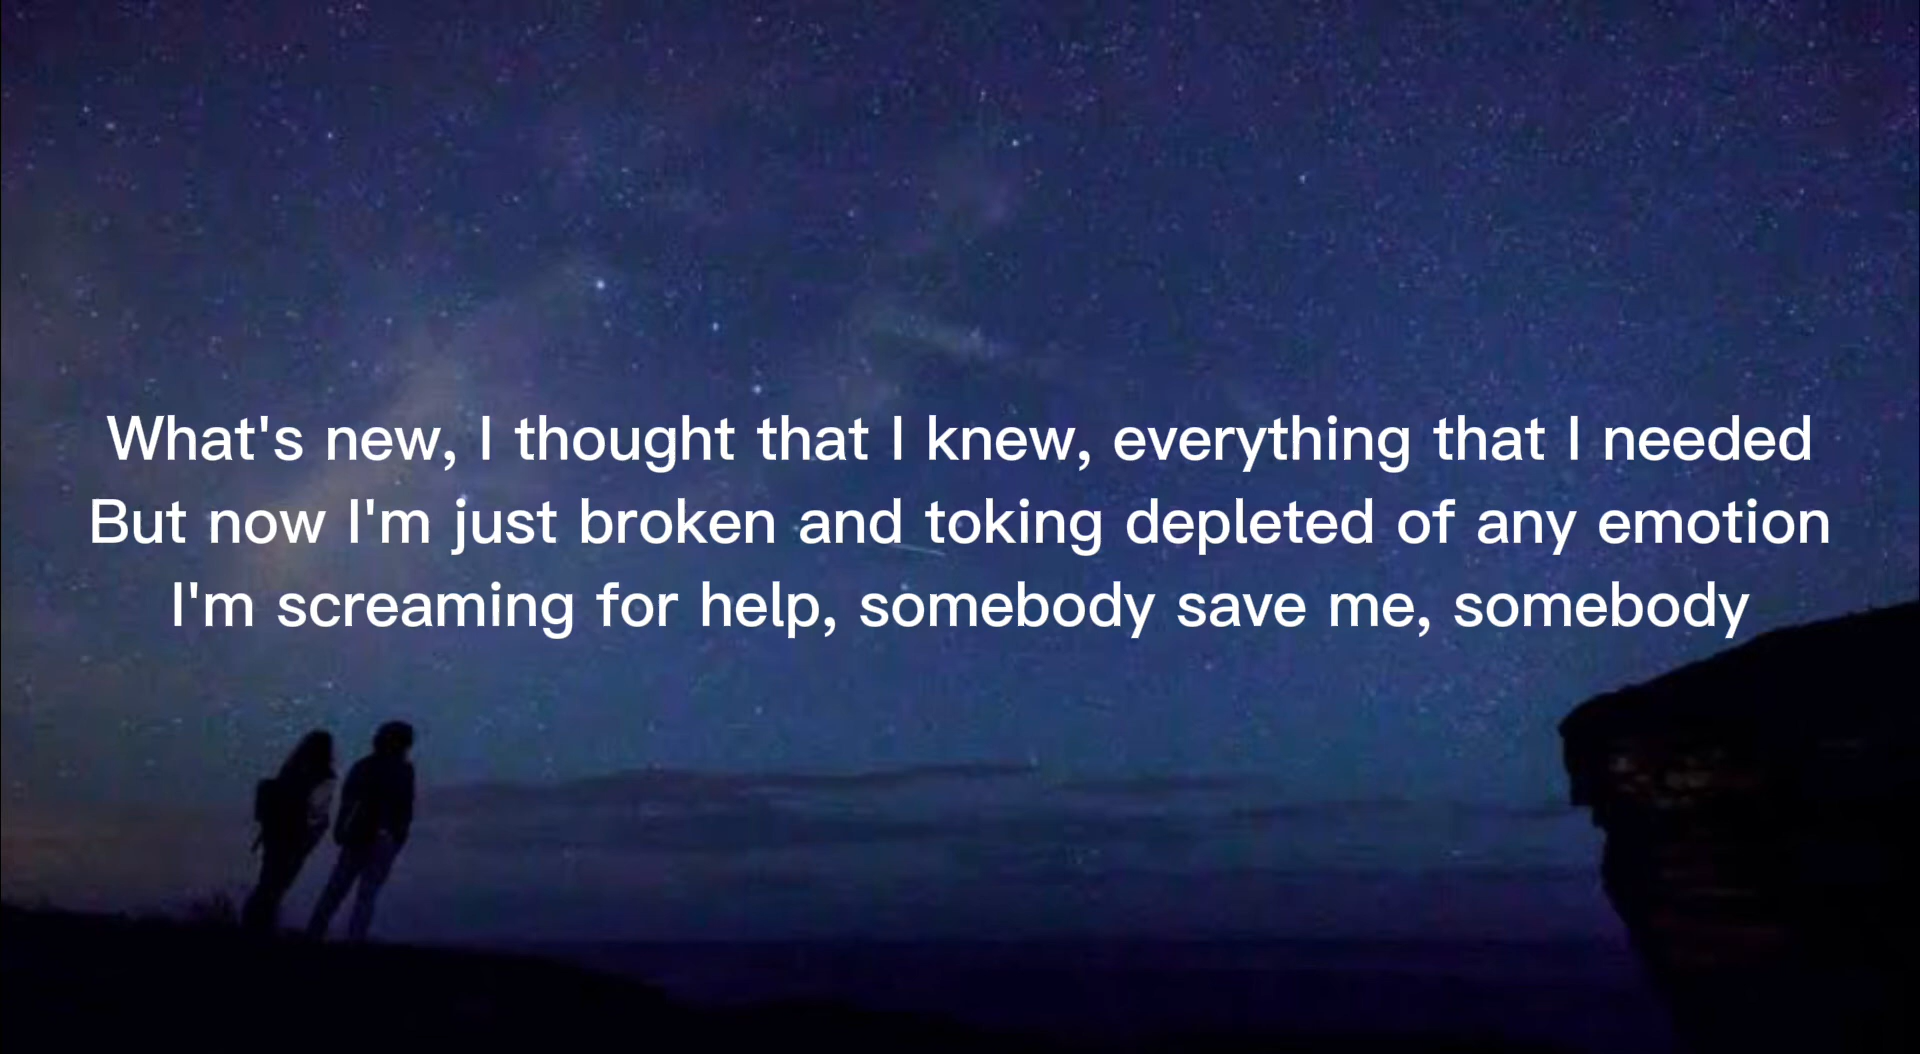 What's new, I thought that I knew, everything that I needed
But now I'm just broken and toking depleted of any emotion
I'm screaming for help, somebody save me, somebody